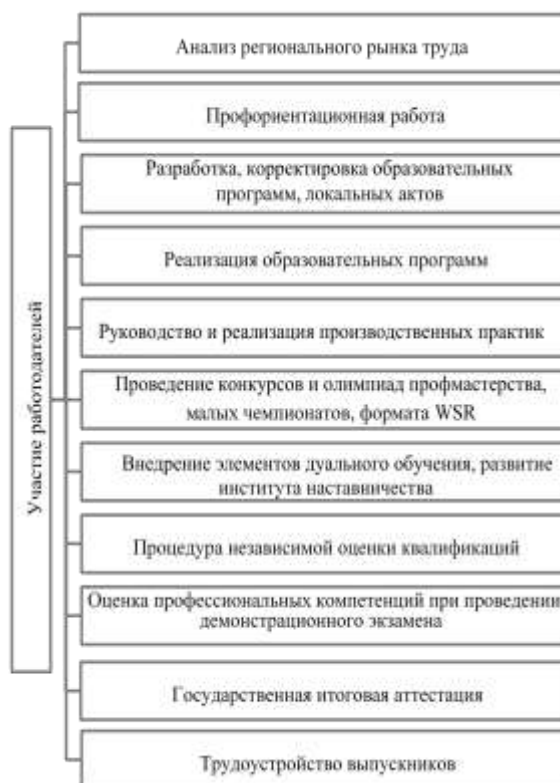 Участие работодателей
Анализ регионального рынка труда
Профориентационная работа
Разработка, корректировка образовательных
программ, локальных актов
Реализация образовательных программ
Руководство и реализация производственных практик
Проведение конкурсов и олимпиад профмастерства,
малых чемпионатов, формата WSR
Внедрение элементов дуального обучения, развитие
института наставничества
Процедура независимой оценки квалификаций
Оценка профессиональных компетенций при проведении
демонстрационного экзамена
Государственная итоговая аттестация
Трудоустройство выпускников